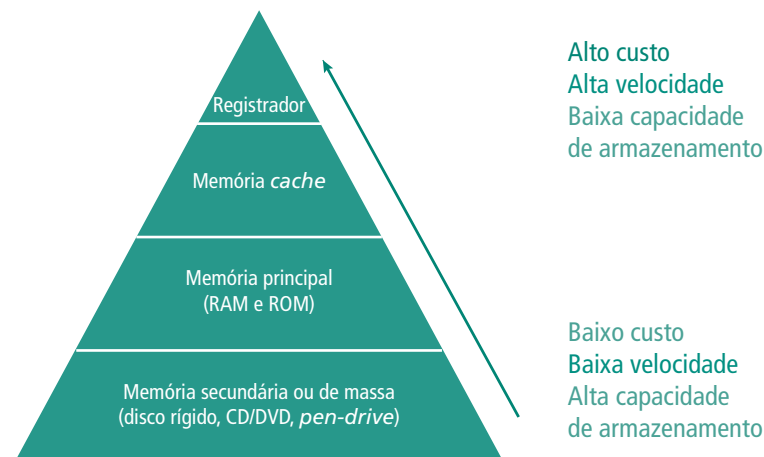 Registrador
Memória cache
Memória principal
(RAM e ROM)
Memória secundária ou de massa
(disco rígido, CD/DVD, pen-drive)
Alto custo
Alta velocidade
Baixa capacidade
de armazenamento
Baixo custo
Baixa velocidade
Alta capacidade
de armazenamento